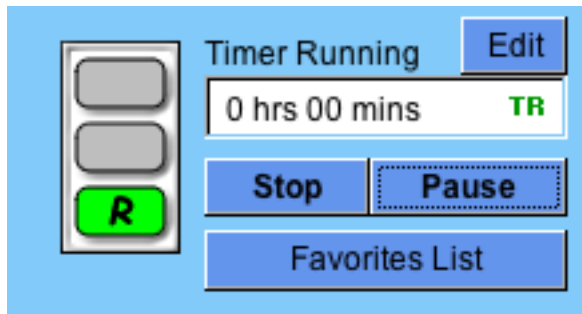 Timer Running Edit
0 hrs 00 mins TR
Stop Pause
R
Favorites List